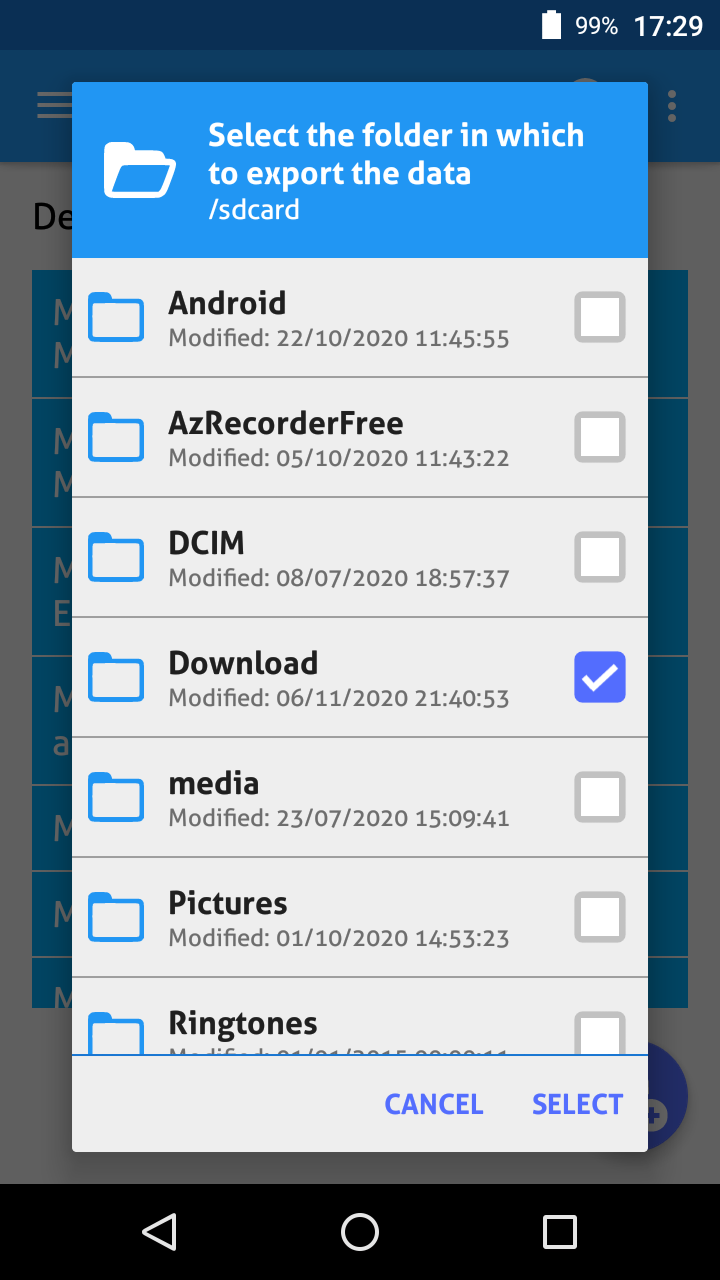 99% 17:29
Select the folder in which
to export the data
/sdcard
De
M
M
M
M
M
E
M
a
M
M
M
Android
Modified: 22/10/2020 11:45:55
AzRecorderFree
Modified: 05/10/2020 11:43:22
DCIM
Modified: 08/07/2020 18:57:37
Download
Modified: 06/11/2020 21:40:53
media
Modified: 23/07/2020 15:09:41
Pictures
Modified: 01/10/2020 14:53:23
Ringtones
CANCEL SELECT